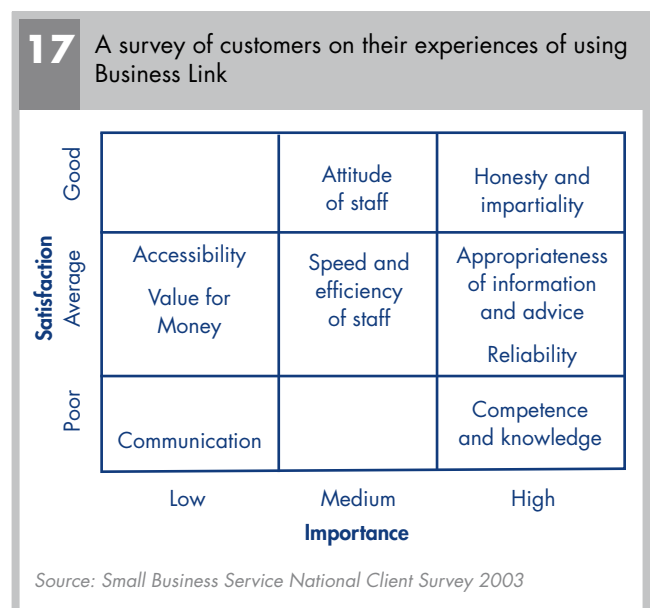 17
A survey of customers on their experiences of using
Business Link
Satisfaction
Good
Average
Poor
Attitude
of staff
Honesty and
impartiality
Accessibility
Value for
Money
Speed and
efficiency
of staff
Appropriateness
of information
and advice
Reliability
Communication
Competence
and knowledge
Low
Medium
High
Importance
Source: Small Business Service National Client Survey 2003